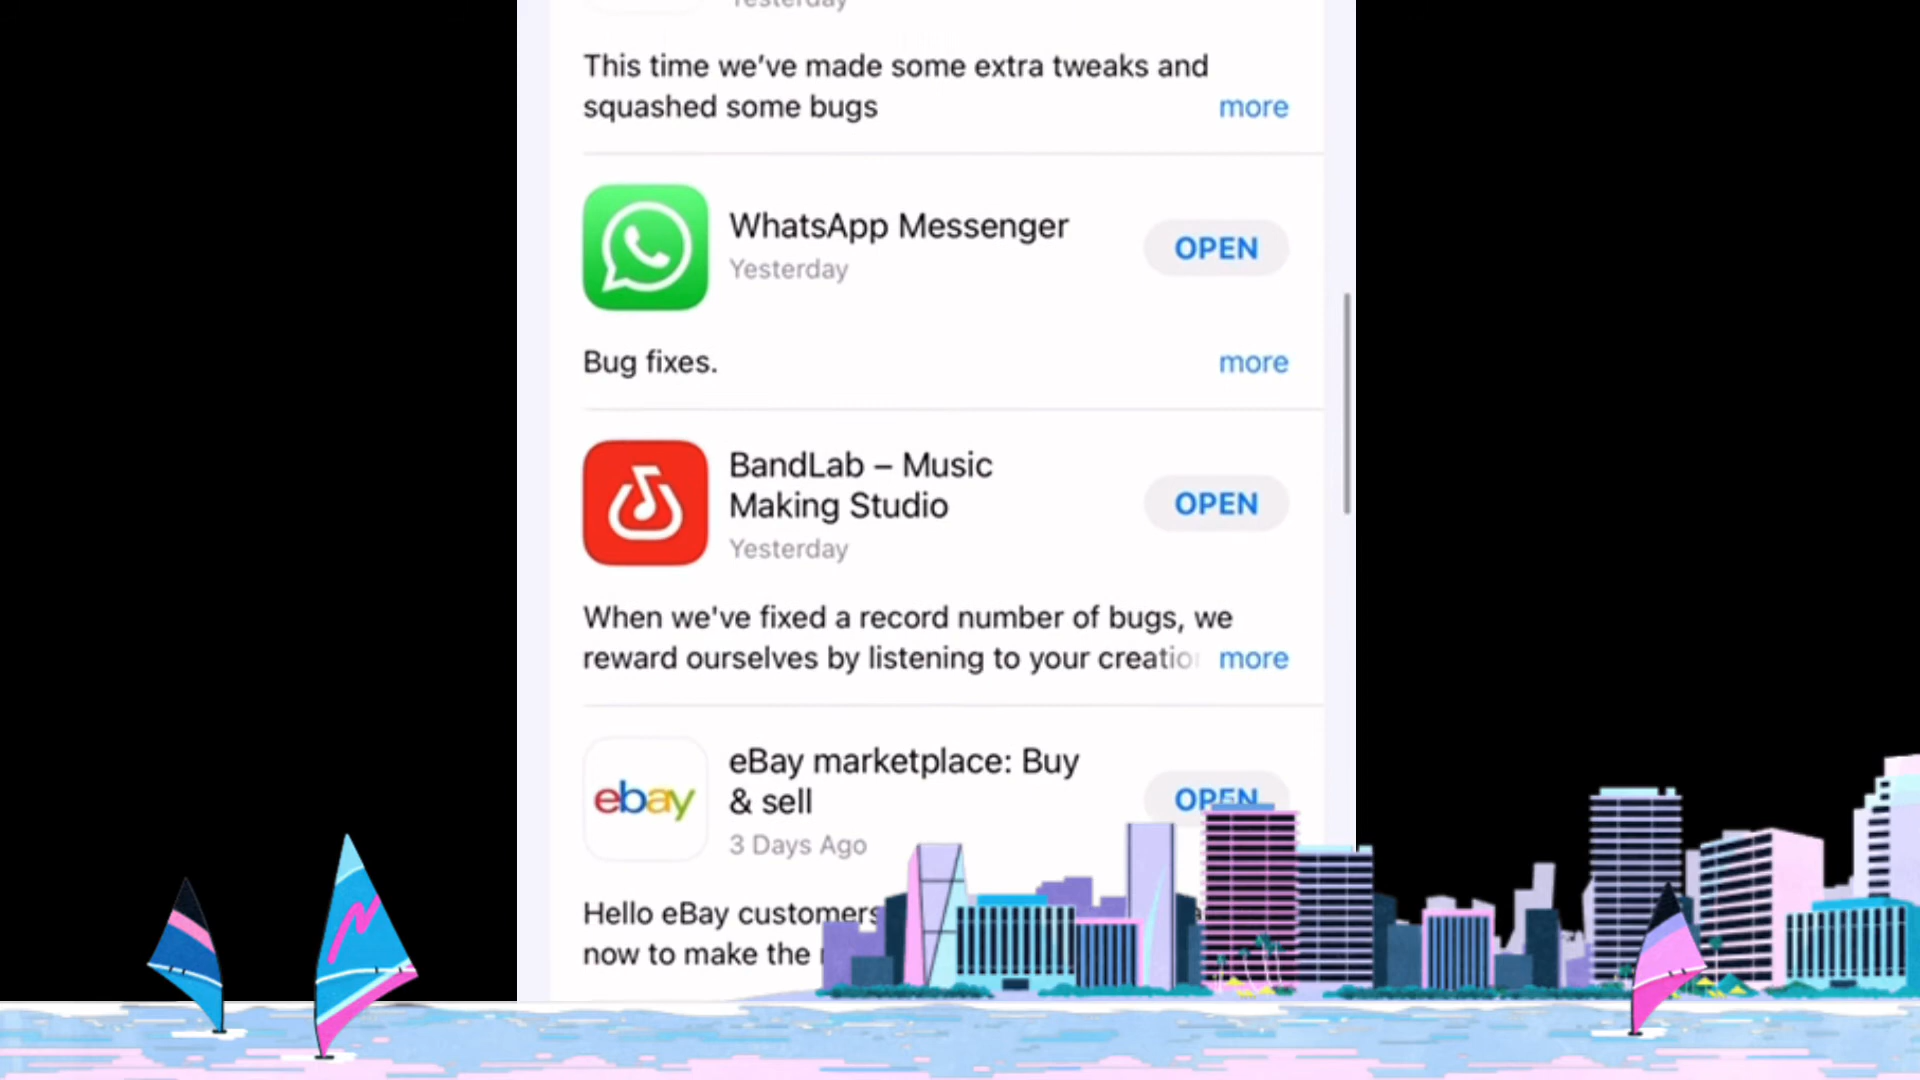 Yesterday
This time we’ve made some extra tweaks and
squashed some bugs more
WhatsApp Messenger
Yesterday
OPEN
Bug fixes. more
BandLab – Music
Making Studio
Yesterday
OPEN
When we've fixed a record number of bugs, we
reward ourselves by listening to your creatio more
ebay
eBay marketplace: Buy
& sell
3 Days Ago
OPEN
Hello eBay customers
now to make the